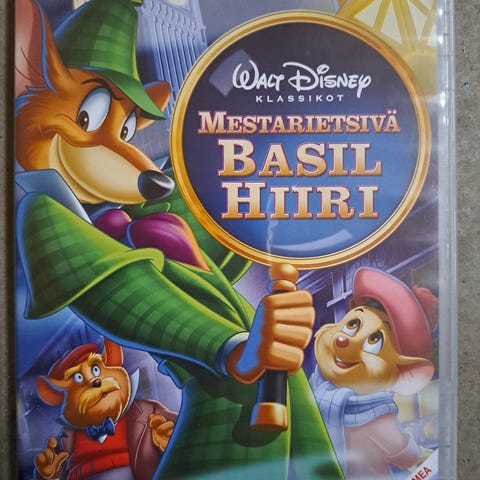 WALT DISNEY
KLASSIKOT
MESTARIETSIVÄ
BASIL
HIIRI